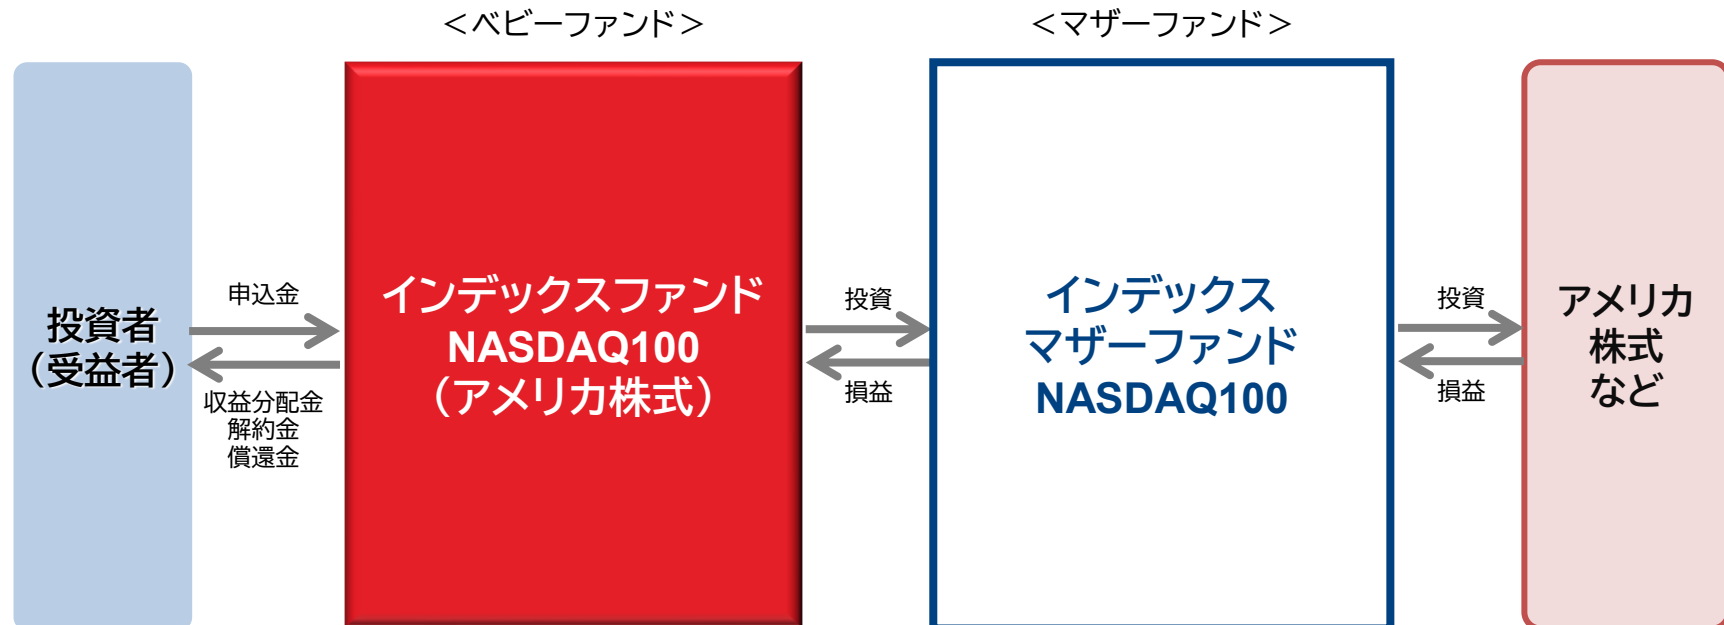 ＜ベビーファンド＞
＜マザーファンド＞
投資者
（受益者）
申込金
収益分配金
解約金
償還金
インデックスファンド
NASDAQ100
（アメリカ株式）
投資
損益
インデックス
マザーファンド
NASDAQ100
投資
損益
アメリカ
株式
など